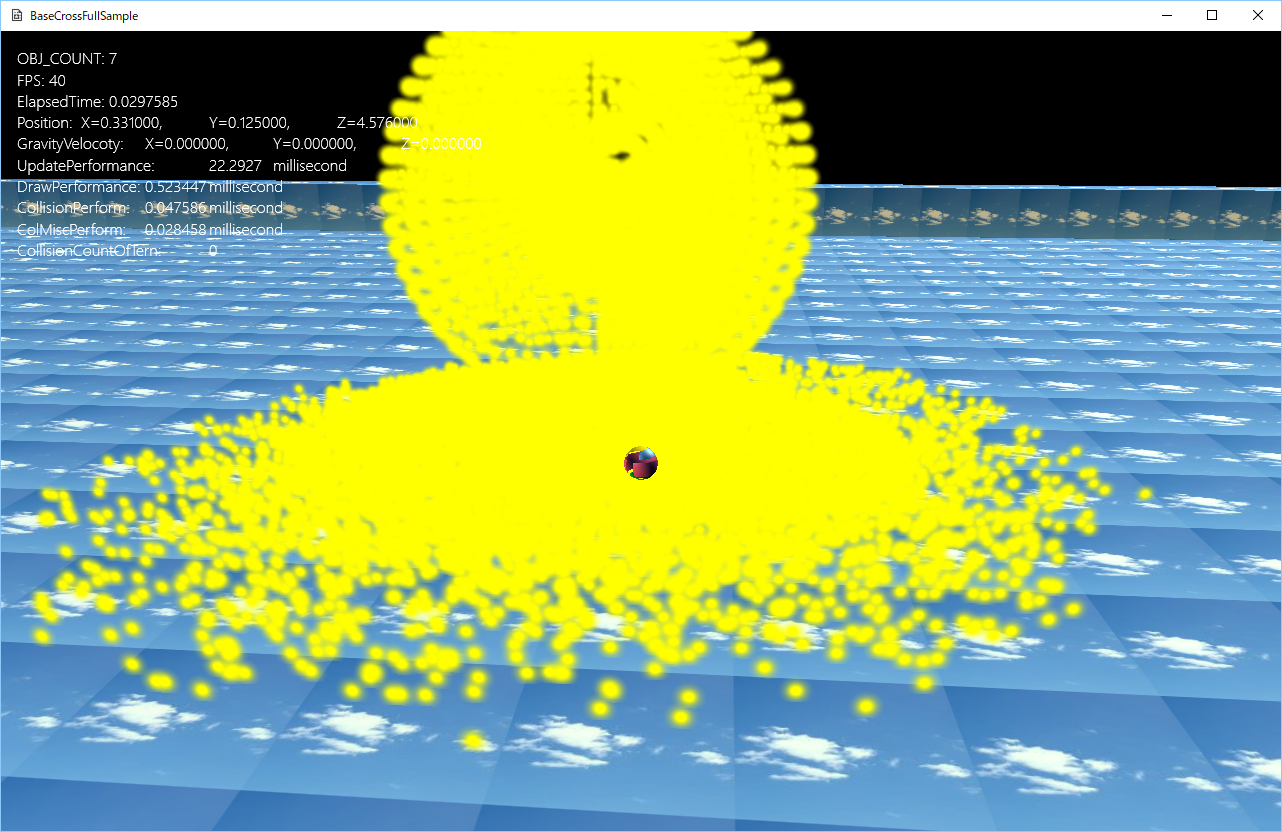 BaseCrossFullSample
OBJ_COUNT: 7
FPS: 40
ElapsedTime: 0.0297585
Position: X=0.331000, Y=0.125000, Z=4.576000
GravityVelocoty: X=0.000000, Y=0.000000, Z=0.000000
UpdatePerformance: 22.2927 millisecond
DrawPerformance: 0.523447 millisecond
CollisionPerform: 0.047586 millisecond
ColMiscPerform: 0.028458 millisecond
CollisionCountOfTern: 0